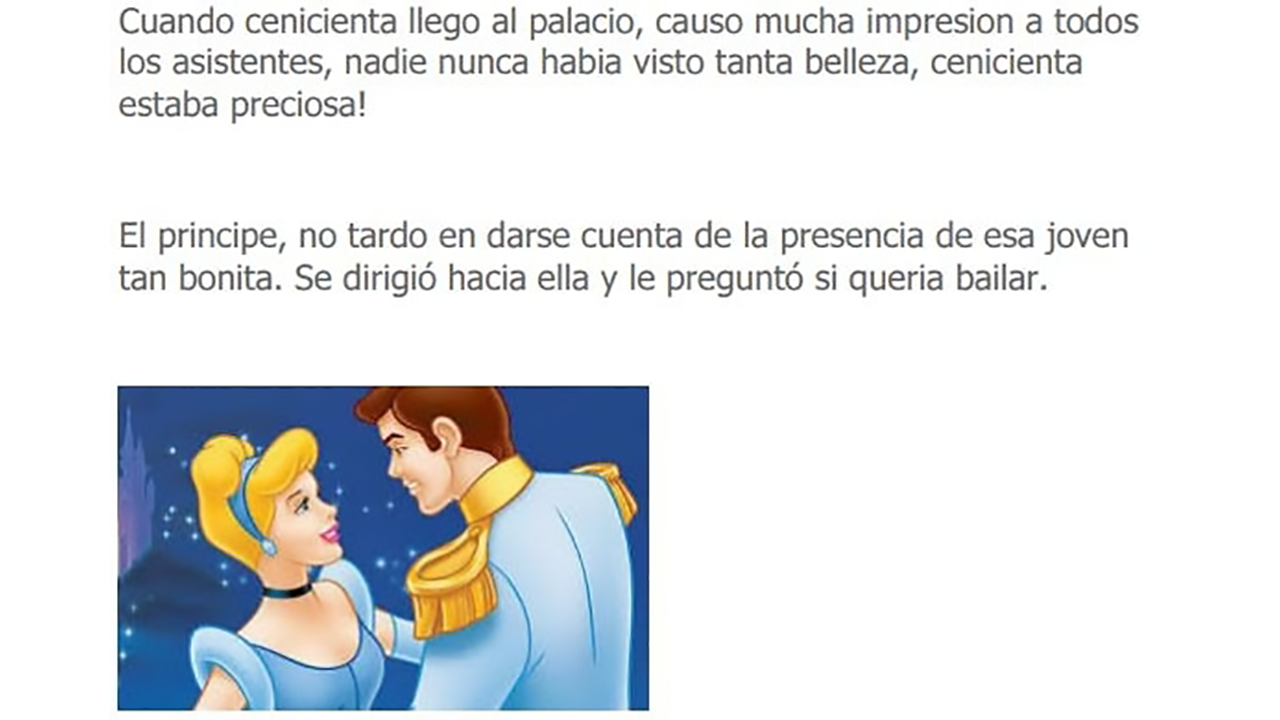 Cuando cenicienta llego al palacio, causo mucha impresion a todos
los asistentes, nadie nunca habia visto tanta belleza, cenicienta
estaba preciosa!
El principe, no tardo en darse cuenta de la presencia de esa joven
tan bonita. Se dirigió hacia ella y le preguntó si queria bailar.